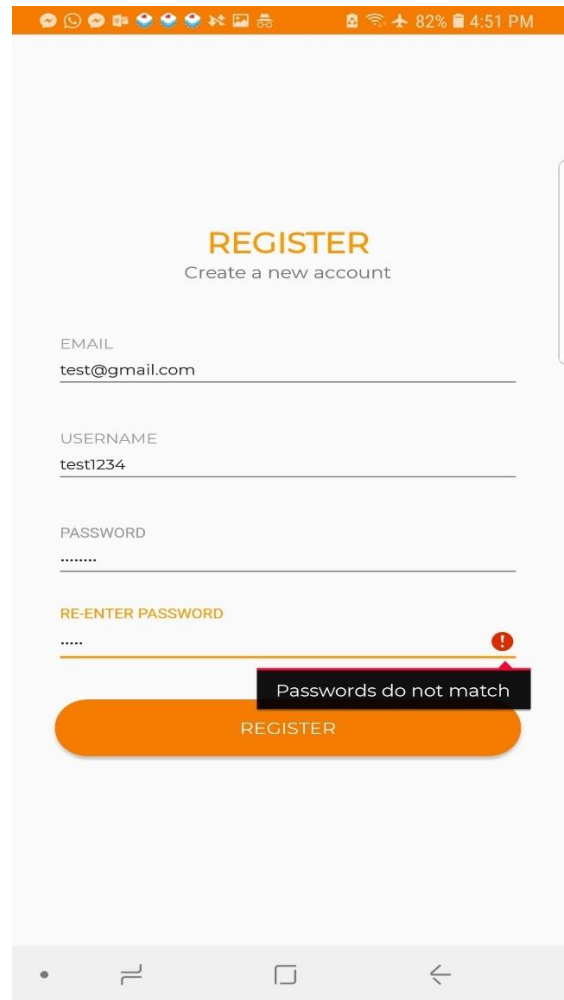 82% 4:51 PM
REGISTER
Create a new account
EMAIL
test@gmail.com
USERNAME
test1234
PASSWORD
........
RE-ENTER PASSWORD
.....
Passwords do not match
REGISTER